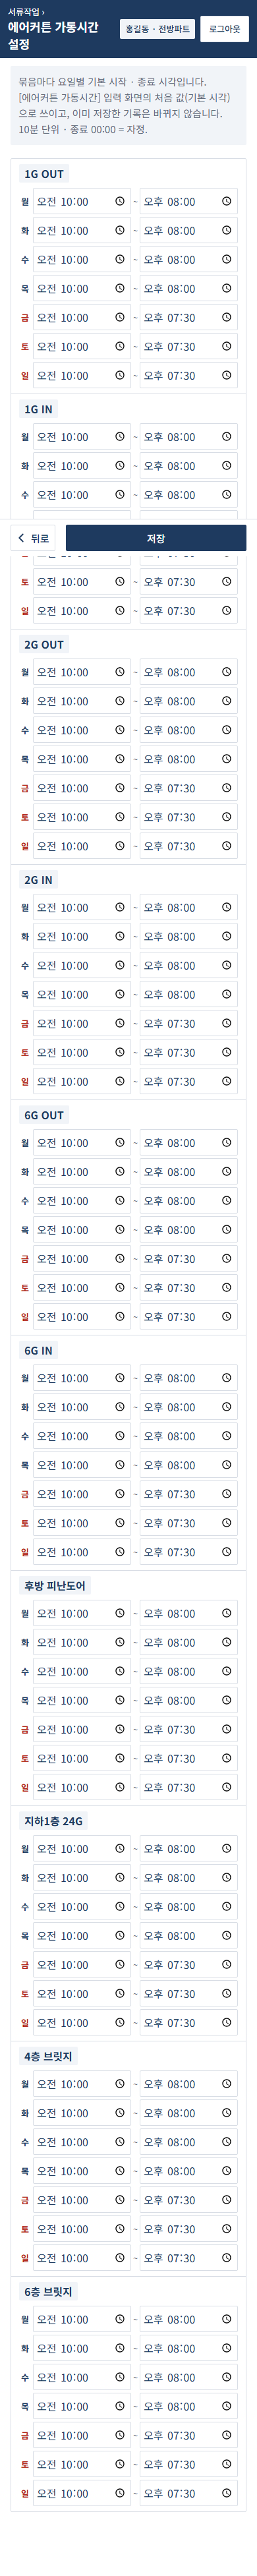 서류작업 ›
에어커튼 가동시간
설정
홍길동 · 전방파트
로그아웃
묶음마다 요일별 기본 시작 · 종료 시각입니다.
[에어커튼 가동시간] 입력 화면의 처음 값(기본 시각)
으로 쓰이고, 이미 저장한 기록은 바뀌지 않습니다.
10분 단위 · 종료 00:00 = 자정.
1G OUT
월 오전 10:00 ~ 오후 08:00
화 오전 10:00 ~ 오후 08:00
수 오전 10:00 ~ 오후 08:00
목 오전 10:00 ~ 오후 08:00
금 오전 10:00 ~ 오후 07:30
토 오전 10:00 ~ 오후 07:30
일 오전 10:00 ~ 오후 07:30
1G IN
월 오전 10:00 ~ 오후 08:00
화 오전 10:00 ~ 오후 08:00
수 오전 10:00 ~ 오후 08:00
뒤로
저장
토 오전 10:00 ~ 오후 07:30
일 오전 10:00 ~ 오후 07:30
2G OUT
월 오전 10:00 ~ 오후 08:00
화 오전 10:00 ~ 오후 08:00
수 오전 10:00 ~ 오후 08:00
목 오전 10:00 ~ 오후 08:00
금 오전 10:00 ~ 오후 07:30
토 오전 10:00 ~ 오후 07:30
일 오전 10:00 ~ 오후 07:30
2G IN
월 오전 10:00 ~ 오후 08:00
화 오전 10:00 ~ 오후 08:00
수 오전 10:00 ~ 오후 08:00
목 오전 10:00 ~ 오후 08:00
금 오전 10:00 ~ 오후 07:30
토 오전 10:00 ~ 오후 07:30
일 오전 10:00 ~ 오후 07:30
6G OUT
월 오전 10:00 ~ 오후 08:00
화 오전 10:00 ~ 오후 08:00
수 오전 10:00 ~ 오후 08:00
목 오전 10:00 ~ 오후 08:00
금 오전 10:00 ~ 오후 07:30
토 오전 10:00 ~ 오후 07:30
일 오전 10:00 ~ 오후 07:30
6G IN
월 오전 10:00 ~ 오후 08:00
화 오전 10:00 ~ 오후 08:00
수 오전 10:00 ~ 오후 08:00
목 오전 10:00 ~ 오후 08:00
금 오전 10:00 ~ 오후 07:30
토 오전 10:00 ~ 오후 07:30
일 오전 10:00 ~ 오후 07:30
후방 피난도어
월 오전 10:00 ~ 오후 08:00
화 오전 10:00 ~ 오후 08:00
수 오전 10:00 ~ 오후 08:00
목 오전 10:00 ~ 오후 08:00
금 오전 10:00 ~ 오후 07:30
토 오전 10:00 ~ 오후 07:30
일 오전 10:00 ~ 오후 07:30
지하1층 24G
월 오전 10:00 ~ 오후 08:00
화 오전 10:00 ~ 오후 08:00
수 오전 10:00 ~ 오후 08:00
목 오전 10:00 ~ 오후 08:00
금 오전 10:00 ~ 오후 07:30
토 오전 10:00 ~ 오후 07:30
일 오전 10:00 ~ 오후 07:30
4층 브릿지
월 오전 10:00 ~ 오후 08:00
화 오전 10:00 ~ 오후 08:00
수 오전 10:00 ~ 오후 08:00
목 오전 10:00 ~ 오후 08:00
금 오전 10:00 ~ 오후 07:30
토 오전 10:00 ~ 오후 07:30
일 오전 10:00 ~ 오후 07:30
6층 브릿지
월 오전 10:00 ~ 오후 08:00
화 오전 10:00 ~ 오후 08:00
수 오전 10:00 ~ 오후 08:00
목 오전 10:00 ~ 오후 08:00
금 오전 10:00 ~ 오후 07:30
토 오전 10:00 ~ 오후 07:30
일 오전 10:00 ~ 오후 07:30